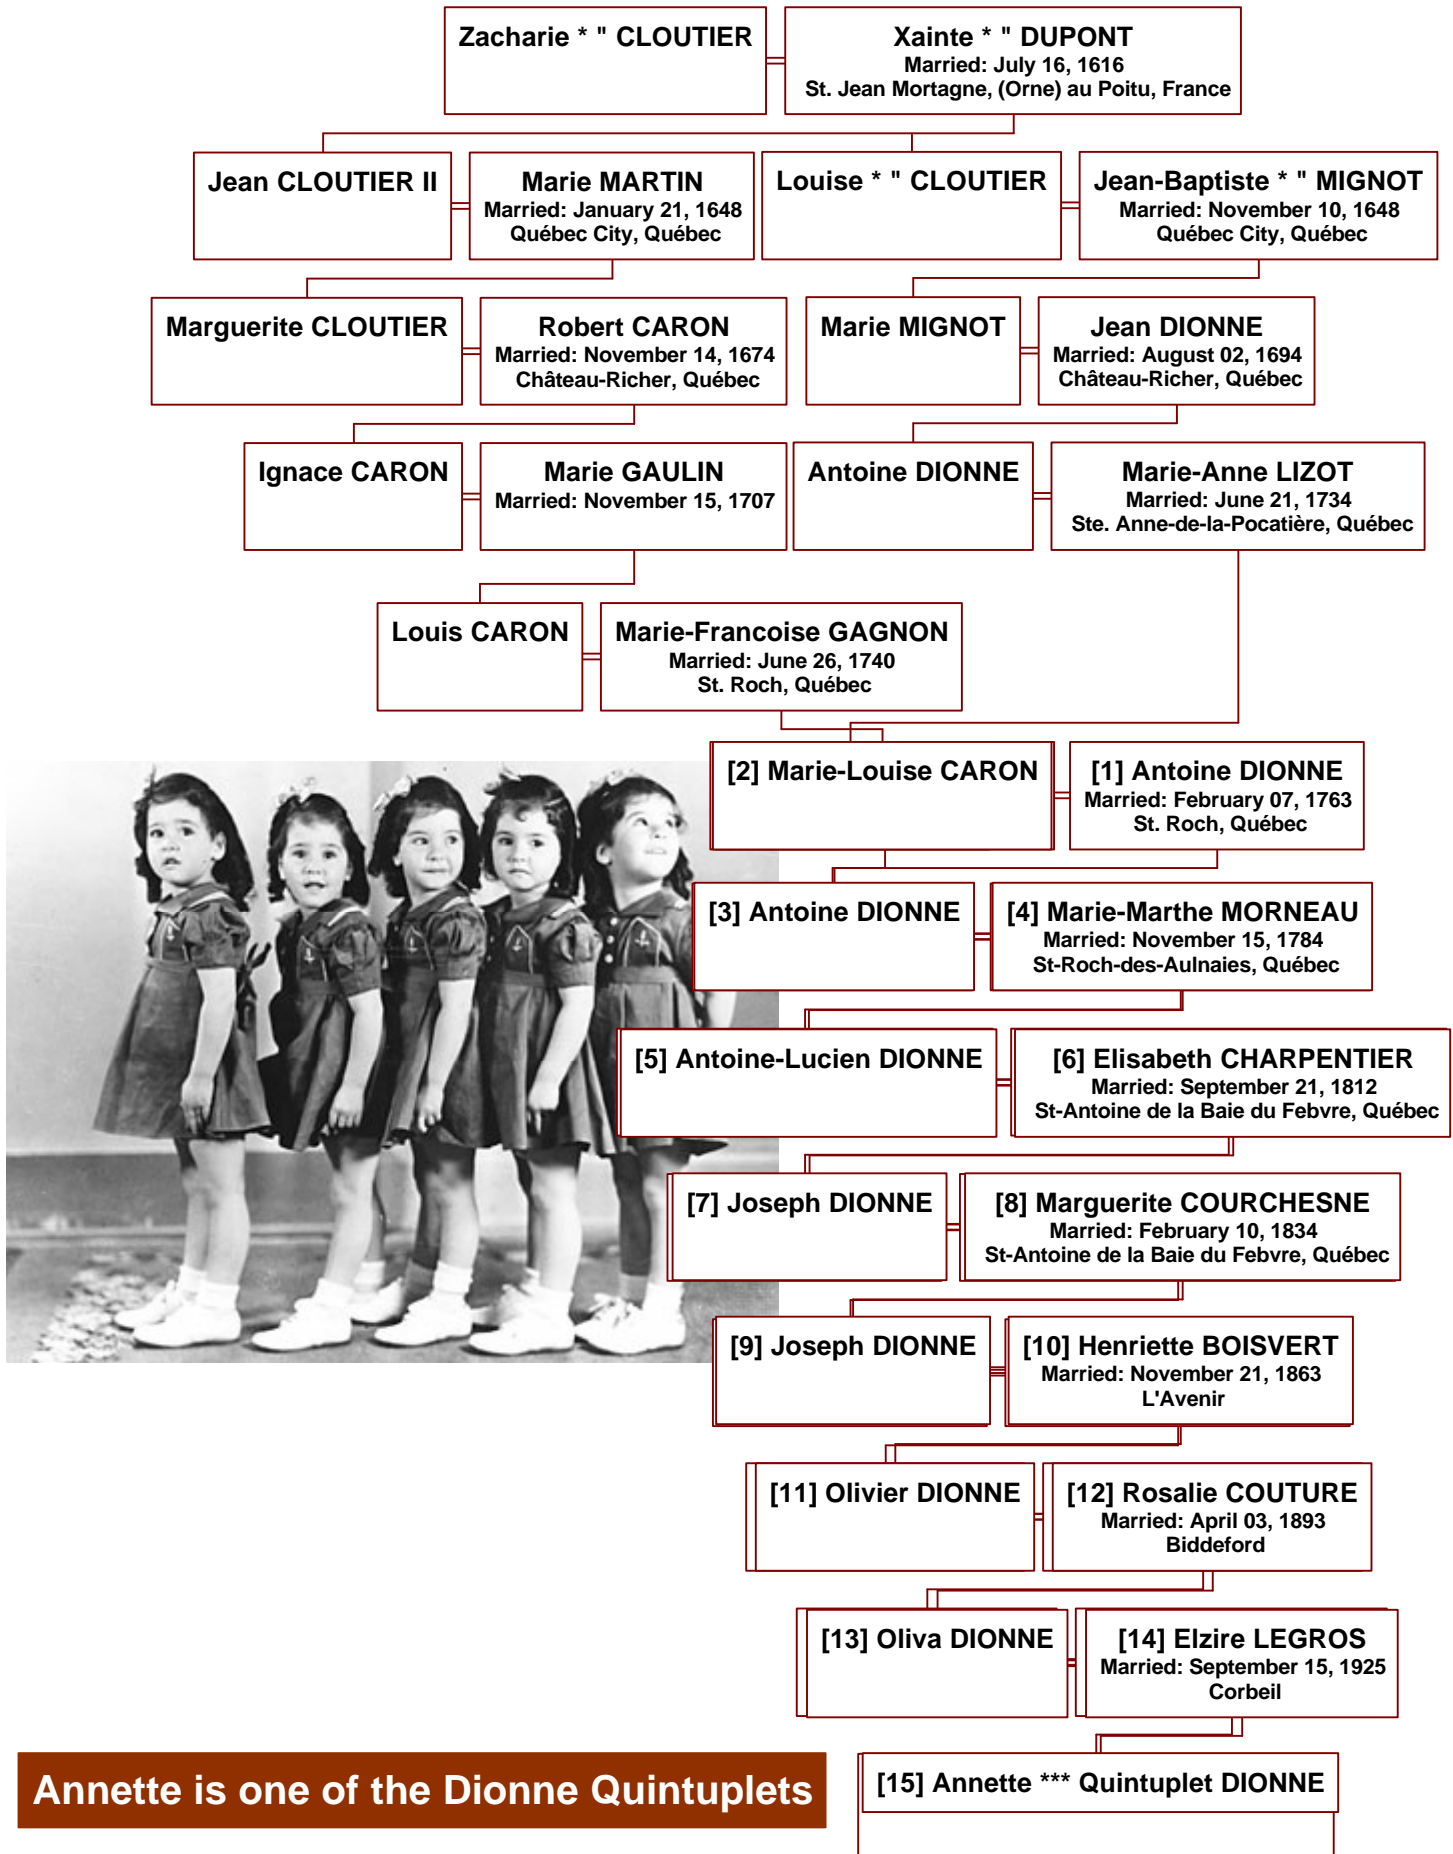 Zacharie * " CLOUTIER
Xainte * " DUPONT
Married: July 16, 1616
St. Jean Mortagne, (Orne) au Poitu, France
Jean CLOUTIER II
Marie MARTIN
Married: January 21, 1648
Québec City, Québec
Louise * " CLOUTIER
Jean-Baptiste * " MIGNOT
Married: November 10, 1648
Québec City, Québec
Marguerite CLOUTIER
Robert CARON
Married: November 14, 1674
Château-Richer, Québec
Marie MIGNOT
Jean DIONNE
Married: August 02, 1694
Château-Richer, Québec
Ignace CARON
Marie GAULIN
Married: November 15, 1707
Antoine DIONNE
Marie-Anne LIZOT
Married: June 21, 1734
Ste. Anne-de-la-Pocatière, Québec
Louis CARON
Marie-Francoise GAGNON
Married: June 26, 1740
St. Roch, Québec
[2] Marie-Louise CARON
[1] Antoine DIONNE
Married: February 07, 1763
St. Roch, Québec
[3] Antoine DIONNE
[4] Marie-Marthe MORNEAU
Married: November 15, 1784
St-Roch-des-Aulnaies, Québec
[5] Antoine-Lucien DIONNE
[6] Elisabeth CHARPENTIER
Married: September 21, 1812
St-Antoine de la Baie du Febvre, Québec
[7] Joseph DIONNE
[8] Marguerite COURCHESNE
Married: February 10, 1834
St-Antoine de la Baie du Febvre, Québec
[9] Joseph DIONNE
[10] Henriette BOISVERT
Married: November 21, 1863
L'Avenir
[11] Olivier DIONNE
[12] Rosalie COUTURE
Married: April 03, 1893
Biddeford
[13] Oliva DIONNE
[14] Elzire LEGROS
Married: September 15, 1925
Corbeil
Annette is one of the Dionne Quintuplets
[15] Annette *** Quintuplet DIONNE